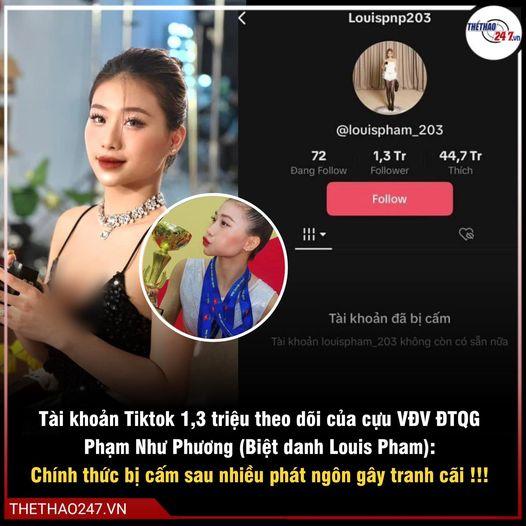 Louispnp203
THỂTHAO
247.VN
@louispham_203
72
1,3 Tr
44,7 Tr
Đang Follow
Follower
Thích
Follow
Tài khoản đã bị cấm
Tài khoản louispham_203 không còn có sẵn nữa
Tài khoản Tiktok 1,3 triệu theo dõi của cựu VĐV ĐTQG
Phạm Như Phương (Biệt danh Louis Pham):
Chính thức bị cấm sau nhiều phát ngôn gây tranh cãi !!!
THETHAO247.VN